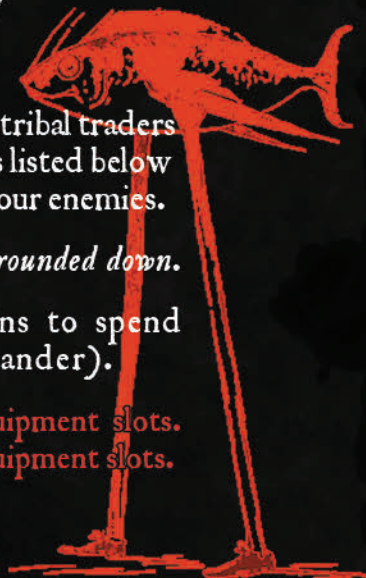 tribal traders
s listed below
our enemies.
rounded down.
ns to spend
ander).
uipment slots.
uipment slots.